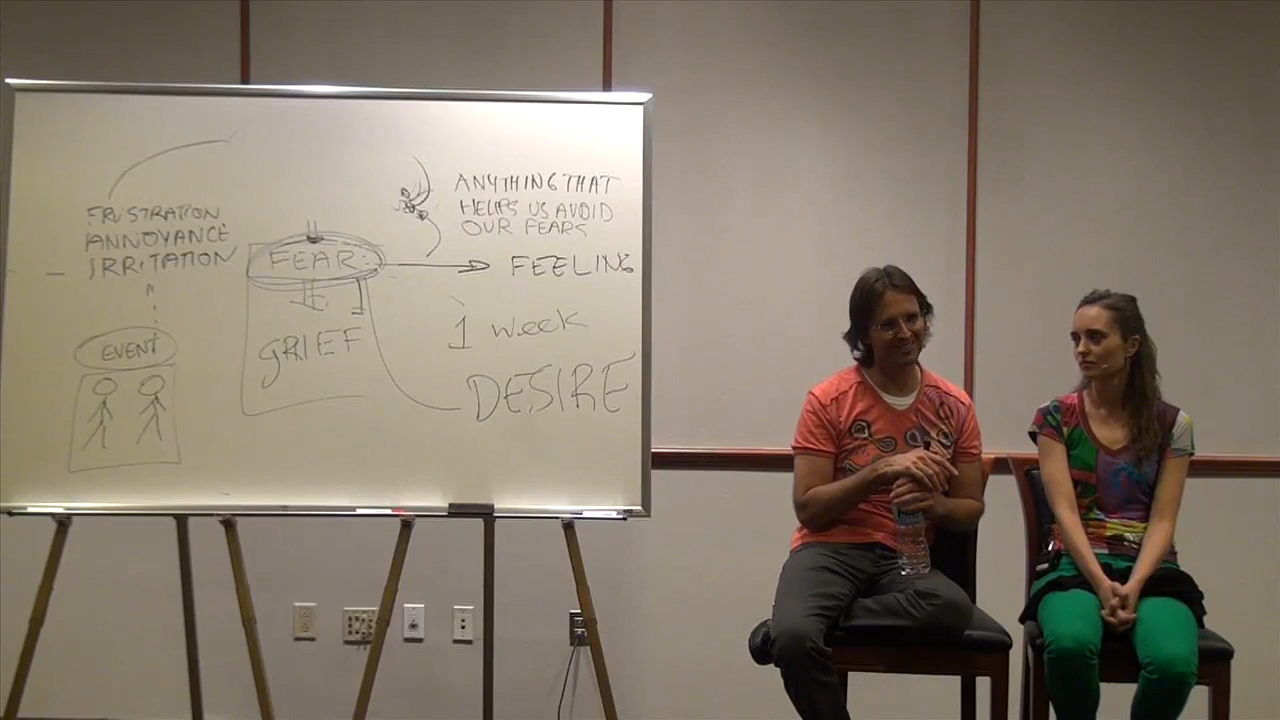 FRUSTRATION
ANNOYANCE
IRRITATION
EVENT
FEAR
GRIEF
ANYTHING THAT
HELPS US AVOID
OUR FEARS
FEELING
1 week
DESIRE